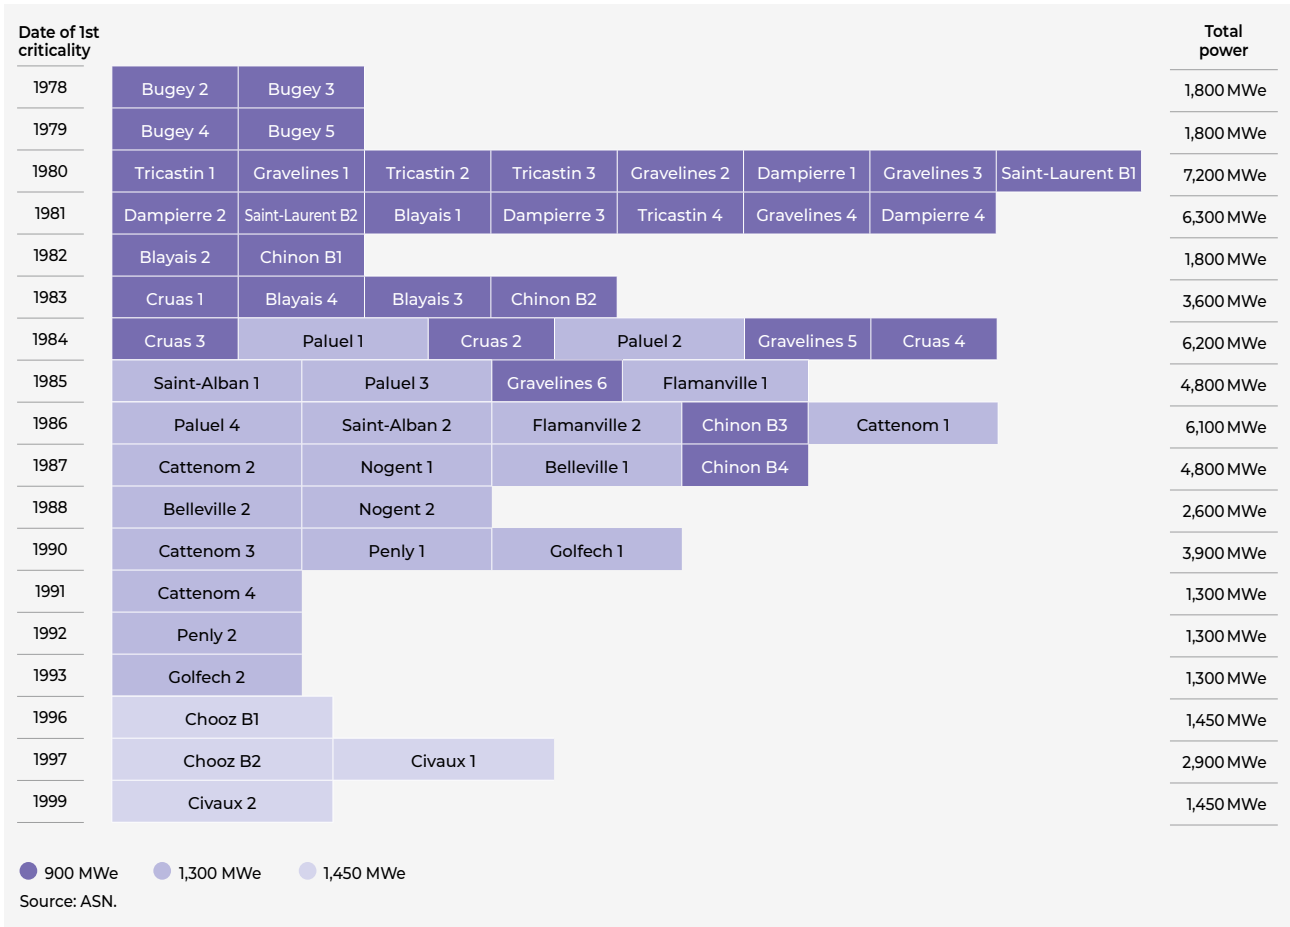 Date of 1st
criticality
Total
power
1978 Bugey 2 Bugey 3 1,800 MWe
1979 Bugey 4 Bugey 5 1,800 MWe
1980 Tricastin 1 Gravelines 1 Tricastin 2 Tricastin 3 Gravelines 2 Dampierre 1 Gravelines 3 Saint-Laurent B1 7,200 MWe
1981 Dampierre 2 Saint-Laurent B2 Blayais 1 Dampierre 3 Tricastin 4 Gravelines 4 Dampierre 4 6,300 MWe
1982 Blayais 2 Chinon B1 1,800 MWe
1983 Cruas 1 Blayais 4 Blayais 3 Chinon B2 3,600 MWe
1984 Cruas 3 Paluel 1 Cruas 2 Paluel 2 Gravelines 5 Cruas 4 6,200 MWe
1985 Saint-Alban 1 Paluel 3 Gravelines 6 Flamanville 1 4,800 MWe
1986 Paluel 4 Saint-Alban 2 Flamanville 2 Chinon B3 Cattenom 1 6,100 MWe
1987 Cattenom 2 Nogent 1 Belleville 1 Chinon B4 4,800 MWe
1988 Belleville 2 Nogent 2 2,600 MWe
1990 Cattenom 3 Penly 1 Golfech 1 3,900 MWe
1991 Cattenom 4 1,300 MWe
1992 Penly 2 1,300 MWe
1993 Golfech 2 1,300 MWe
1996 Chooz B1 1,450 MWe
1997 Chooz B2 Civaux 1 2,900 MWe
1999 Civaux 2 1,450 MWe
900 MWe 1,300 MWe 1,450 MWe
Source: ASN.